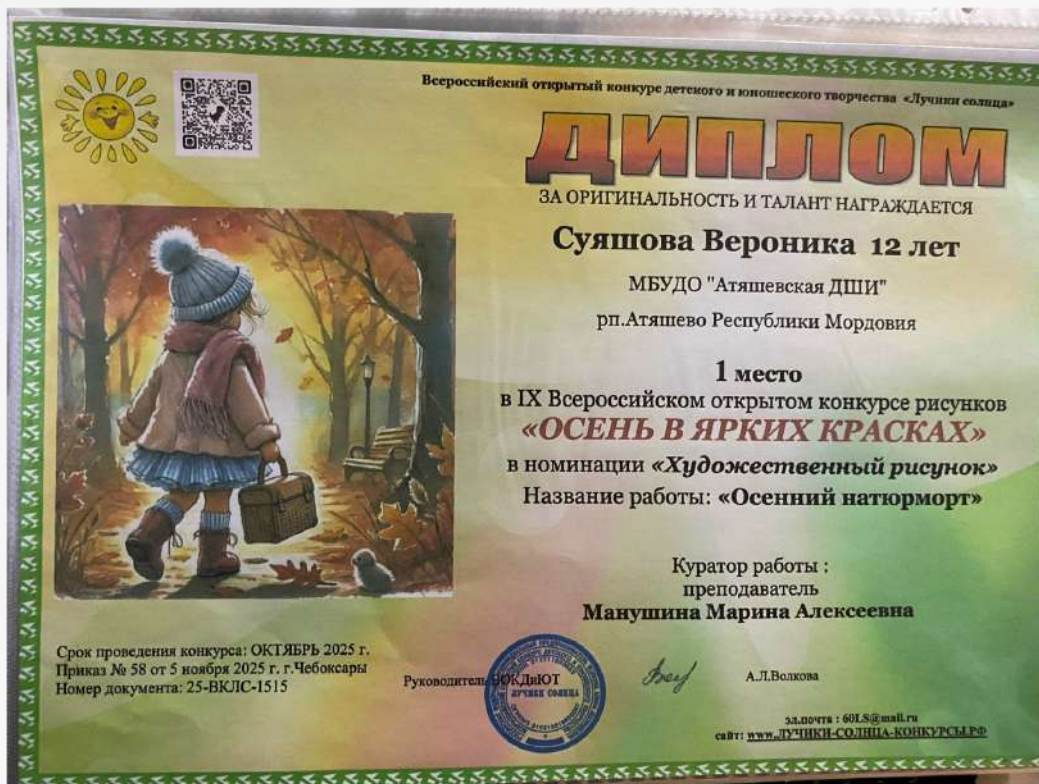 Всероссийский открытый конкурс детского и юношеского творчества «Лучики солнца»
ДИПЛОМ
ЗА ОРИГИНАЛЬНОСТЬ И ТАЛАНТ НАГРАЖДАЕТСЯ
Суяшова Вероника 12 лет
МБУДО "Атяшевская ДШИ"
рп.Атяшево Республики Мордовия
1 место
в IX Всероссийском открытом конкурсе рисунков
«ОСЕНЬ В ЯРКИХ КРАСКАХ»
в номинации «Художественный рисунок»
Название работы: «Осенний натюрморт»
Куратор работы :
преподаватель
Манушина Марина Алексеевна
Срок проведения конкурса: ОКТЯБРЬ 2025 г.
Приказ № 58 от 5 ноября 2025 г. г.Чебоксары
Номер документа: 25-ВКЛС-1515
Руководитель ВОКДиЮТ
ЛУЧИКИ СОЛНЦА
А.Л.Волкова
эл.почта : 60LS@mail.ru
сайт: www.ЛУЧИКИ-СОЛНЦА-КОНКУРСЫ.РФ